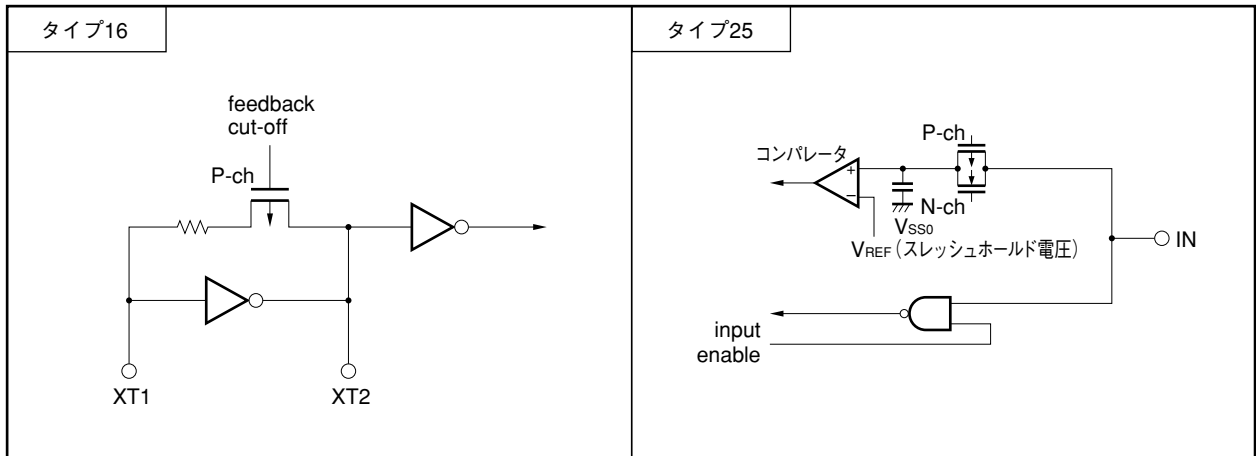 タイプ16
feedback
cut-off
P-ch
XT1
XT2
タイプ25
P-ch
コンパレータ
+
−
N-ch
VSS0
VREF（スレッシュホールド電圧）
IN
input
enable